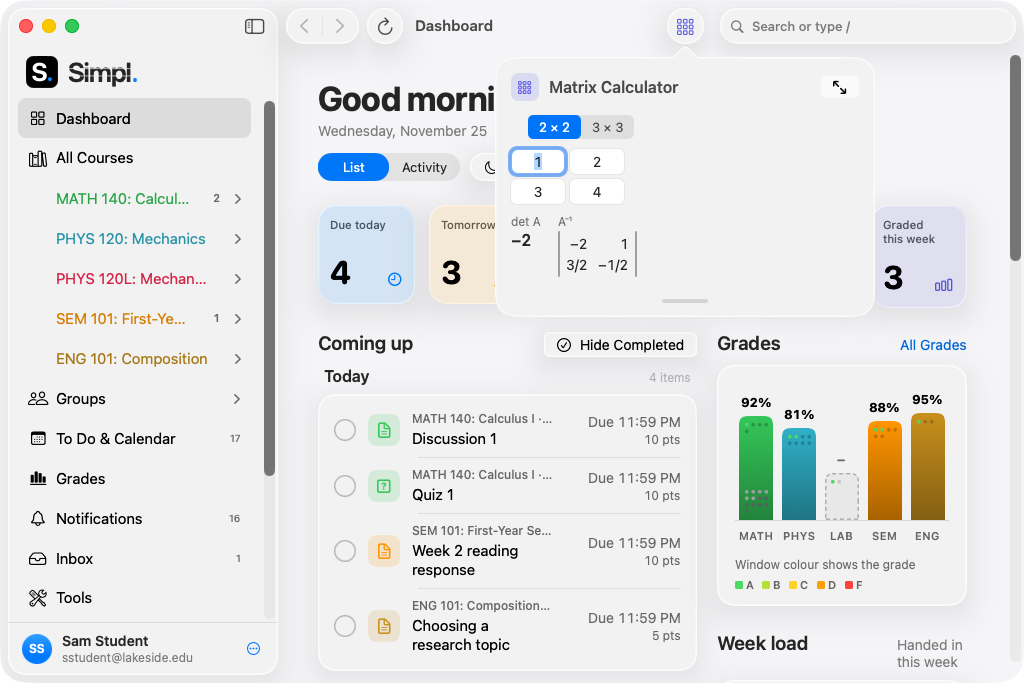 Dashboard
Search or type /
S.
Simpl.
Dashboard
All Courses
MATH 140: Calcul... 2
PHYS 120: Mechanics
PHYS 120L: Mechan...
SEM 101: First-Ye... 1
ENG 101: Composition
Groups
To Do & Calendar 17
Grades
Notifications 16
Inbox 1
Tools
SS
Sam Student
sstudent@lakeside.edu
Good morni
Wednesday, November 25
List Activity
Due today
4
Tomorrow
3
Graded
this week
3
Matrix Calculator
2 × 2 3 × 3
1 2
3 4
det A A⁻¹
−2
−2 1
3/2 −1/2
Coming up
Hide Completed
Today
4 items
MATH 140: Calculus I ·...
Discussion 1
Due 11:59 PM
10 pts
MATH 140: Calculus I ·...
Quiz 1
Due 11:59 PM
10 pts
SEM 101: First-Year Se...
Week 2 reading
response
Due 11:59 PM
10 pts
ENG 101: Composition...
Choosing a
research topic
Due 11:59 PM
5 pts
Grades
All Grades
92% 81% – 88% 95%
MATH PHYS LAB SEM ENG
Window colour shows the grade
A B C D F
Week load
Handed in
this week